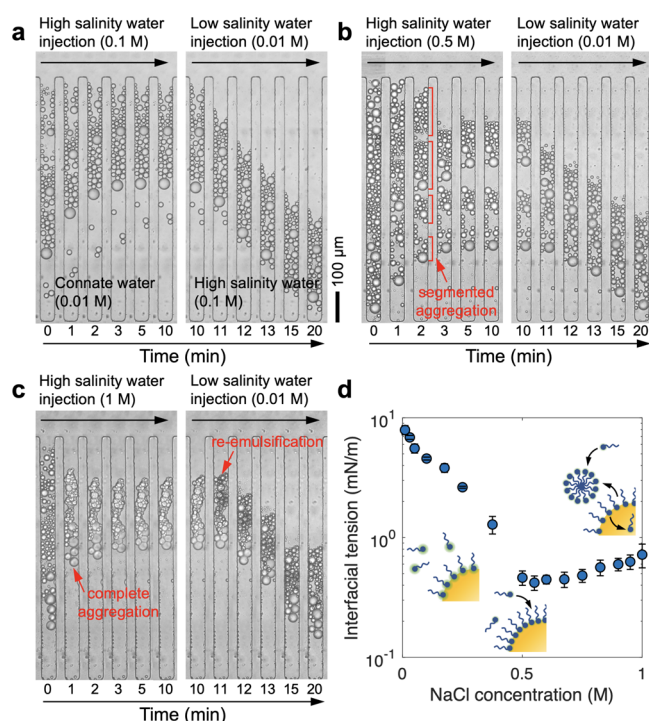 a
High salinity water
injection (0.1 M)
Low salinity water
injection (0.01 M)
Connate water
(0.01 M)
High salinity water
(0.1 M)
0 1 2 3 5 10
10 11 12 13 15 20
Time (min)
100 µm
b
High salinity water
injection (0.5 M)
Low salinity water
injection (0.01 M)
segmented
aggregation
0 1 2 3 5 10
10 11 12 13 15 20
Time (min)
c
High salinity water
injection (1 M)
Low salinity water
injection (0.01 M)
re-emulsification
complete
aggregation
0 1 2 3 5 10
10 11 12 13 15 20
Time (min)
d
Interfacial tension (mN/m)
10^1
10^0
10^-1
0 0.5 1
NaCl concentration (M)